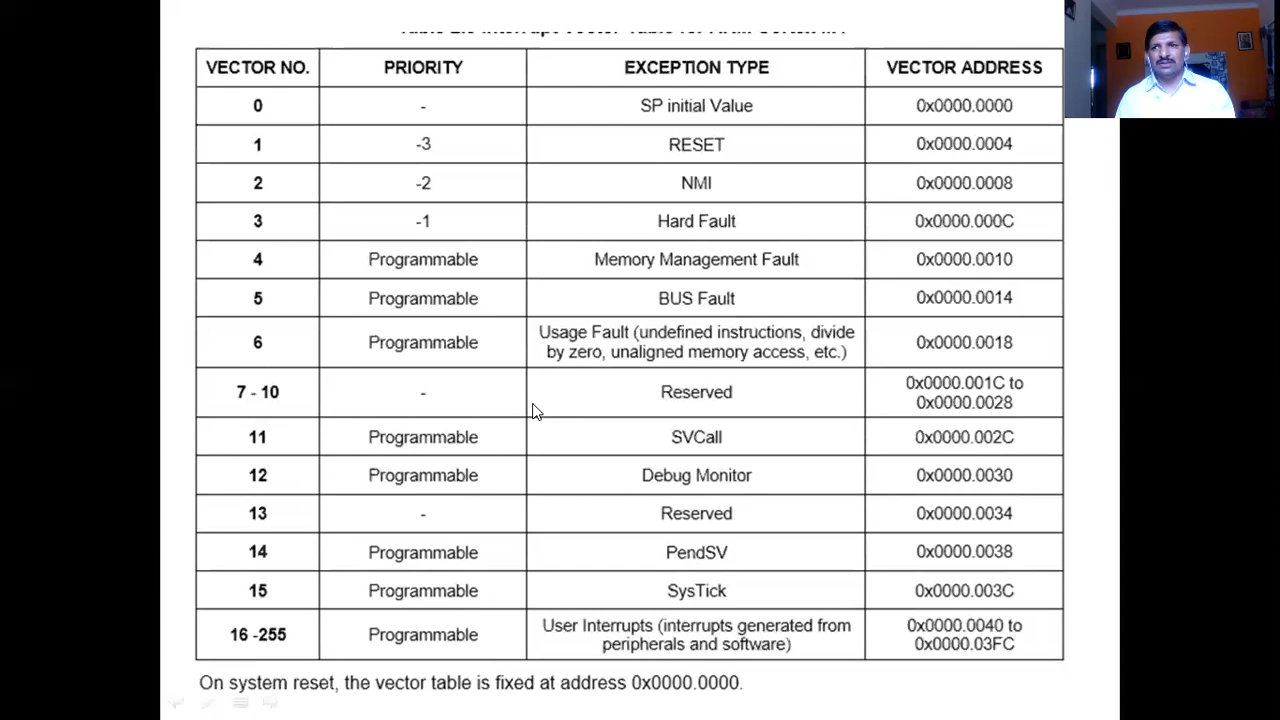 VECTOR NO. PRIORITY EXCEPTION TYPE VECTOR ADDRESS
0 - SP initial Value 0x0000.0000
1 -3 RESET 0x0000.0004
2 -2 NMI 0x0000.0008
3 -1 Hard Fault 0x0000.000C
4 Programmable Memory Management Fault 0x0000.0010
5 Programmable BUS Fault 0x0000.0014
6 Programmable Usage Fault (undefined instructions, divide
by zero, unaligned memory access, etc.) 0x0000.0018
7 - 10 - Reserved 0x0000.001C to
0x0000.0028
11 Programmable SVCall 0x0000.002C
12 Programmable Debug Monitor 0x0000.0030
13 - Reserved 0x0000.0034
14 Programmable PendSV 0x0000.0038
15 Programmable SysTick 0x0000.003C
16 -255 Programmable User Interrupts (interrupts generated from 0x0000.0040 to
peripherals and software) 0x0000.03FC
On system reset, the vector table is fixed at address 0x0000.0000.